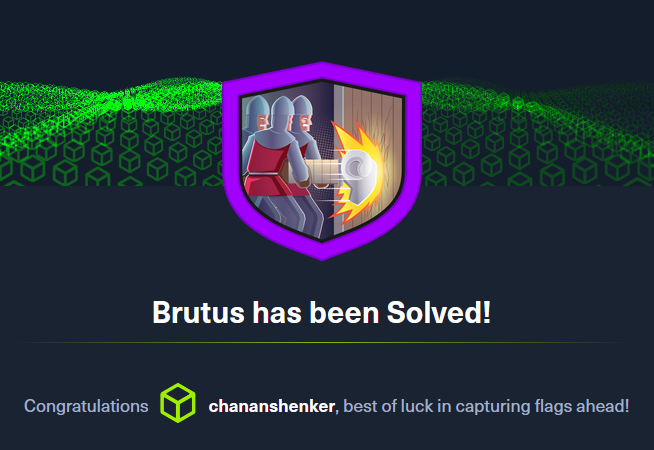 Brutus has been Solved!
Congratulations chananshenker, best of luck in capturing flags ahead!